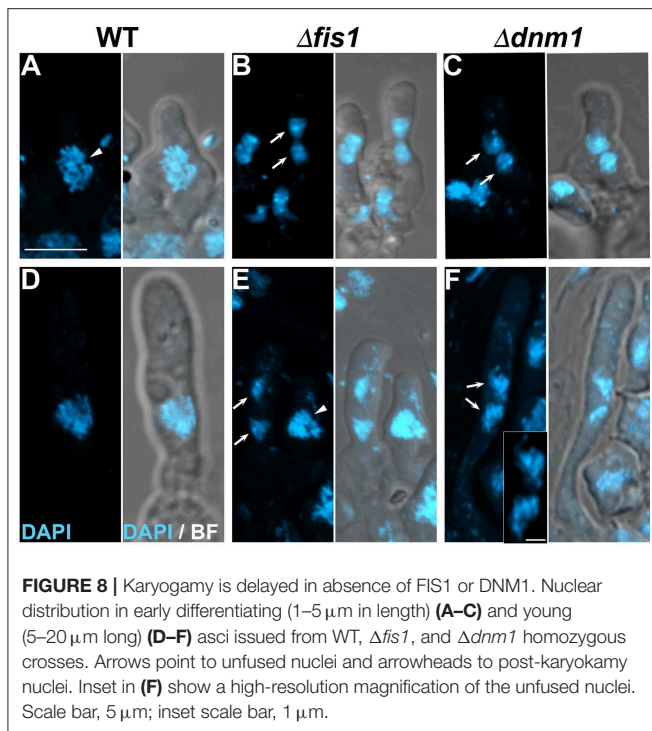 WT Δfis1 Δdnm1
A B C
D E F
DAPI DAPI / BF
FIGURE 8 | Karyogamy is delayed in absence of FIS1 or DNM1. Nuclear
distribution in early differentiating (1–5 μm in length) (A–C) and young
(5–20 μm long) (D–F) asci issued from WT, Δfis1, and Δdnm1 homozygous
crosses. Arrows point to unfused nuclei and arrowheads to post-karyokamy
nuclei. Inset in (F) show a high-resolution magnification of the unfused nuclei.
Scale bar, 5 μm; inset scale bar, 1 μm.